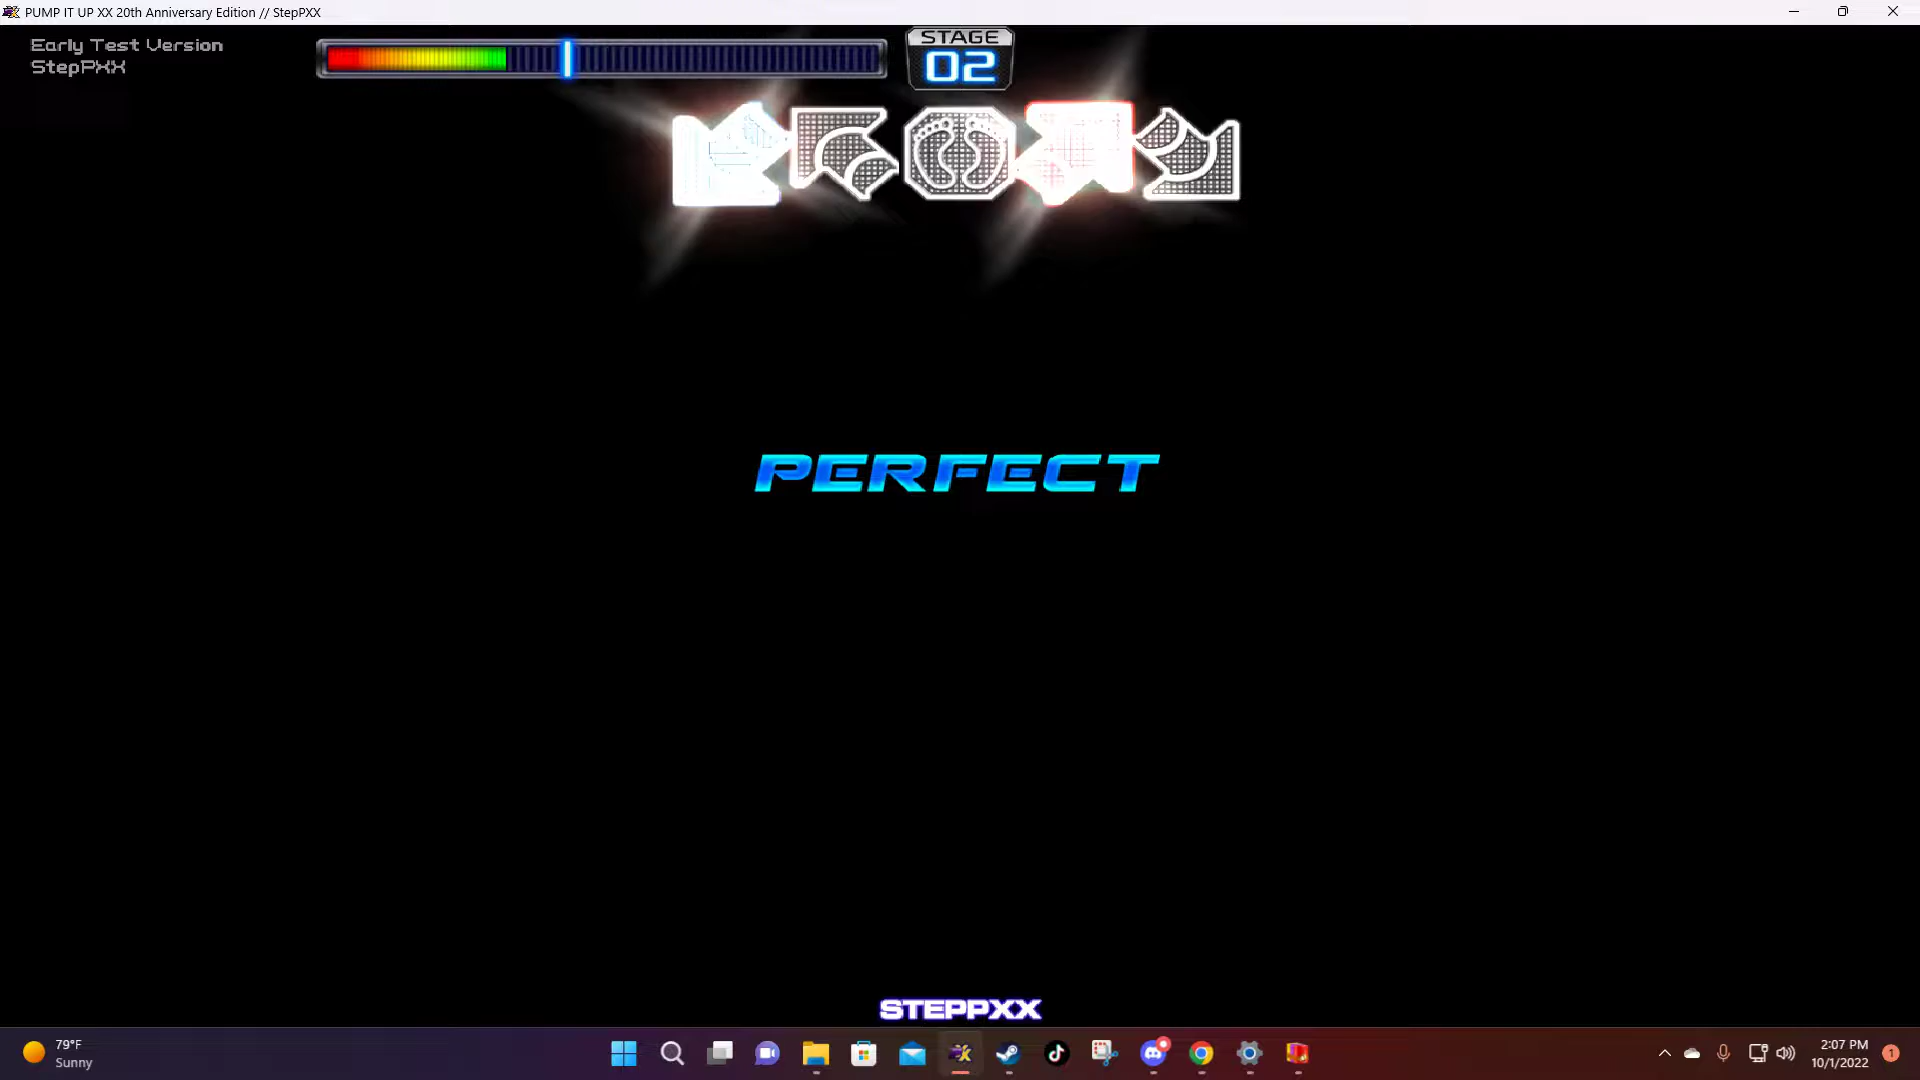 PUMP IT UP XX 20th Anniversary Edition // StepPXX
Early Test Version
StepPXX
STAGE
02
PERFECT
STEPPXX
79°F
Sunny
2:07 PM
10/1/2022
1